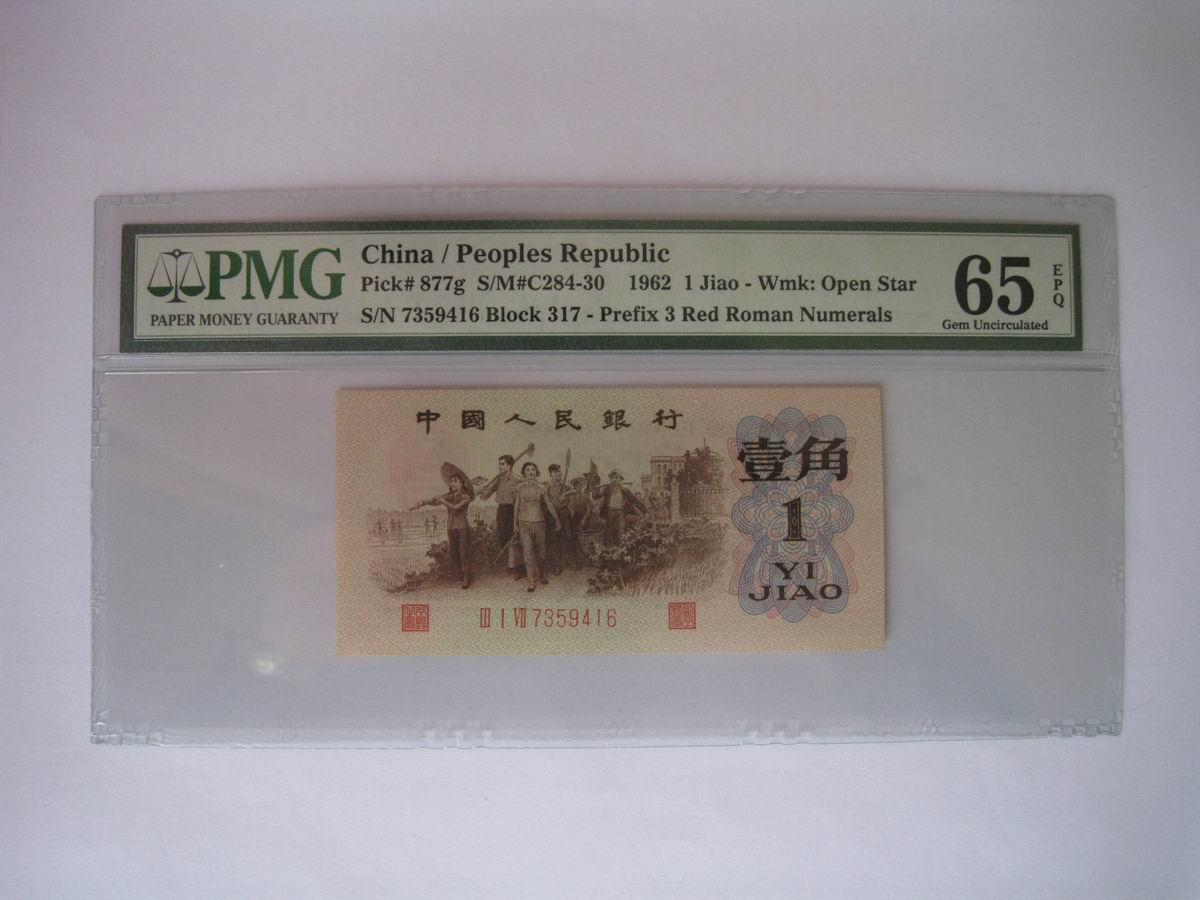 PMG
PAPER MONEY GUARANTY
China / Peoples Republic
Pick# 877g S/M#C284-30 1962 1 Jiao - Wmk: Open Star
S/N 7359416 Block 317 - Prefix 3 Red Roman Numerals
65
EPQ
Gem Uncirculated
中國人民銀行
壹角
1
YI
JIAO
III I VII 7359416